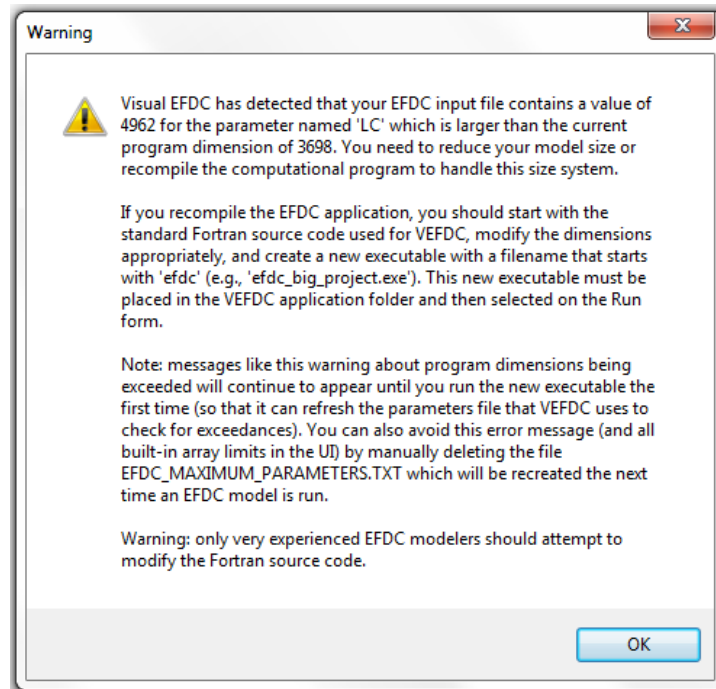 Warning
Visual EFDC has detected that your EFDC input file contains a value of
4962 for the parameter named 'LC' which is larger than the current
program dimension of 3698. You need to reduce your model size or
recompile the computational program to handle this size system.
If you recompile the EFDC application, you should start with the
standard Fortran source code used for VEFDC, modify the dimensions
appropriately, and create a new executable with a filename that starts
with 'efdc' (e.g., 'efdc_big_project.exe'). This new executable must be
placed in the VEFDC application folder and then selected on the Run
form.
Note: messages like this warning about program dimensions being
exceeded will continue to appear until you run the new executable the
first time (so that it can refresh the parameters file that VEFDC uses to
check for exceedances). You can also avoid this error message (and all
built-in array limits in the UI) by manually deleting the file
EFDC_MAXIMUM_PARAMETERS.TXT which will be recreated the next
time an EFDC model is run.
Warning: only very experienced EFDC modelers should attempt to
modify the Fortran source code.
OK